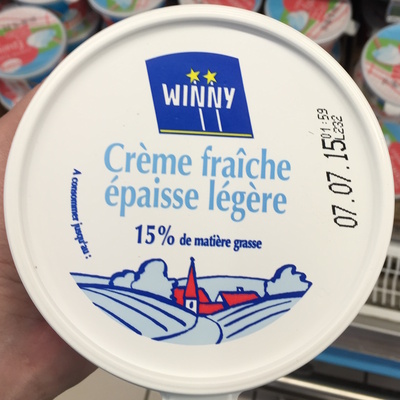 WINNY
Crème fraîche
épaisse légère
15% de matière grasse
A consommer jusqu'au :
07.07.15
01:59
L232